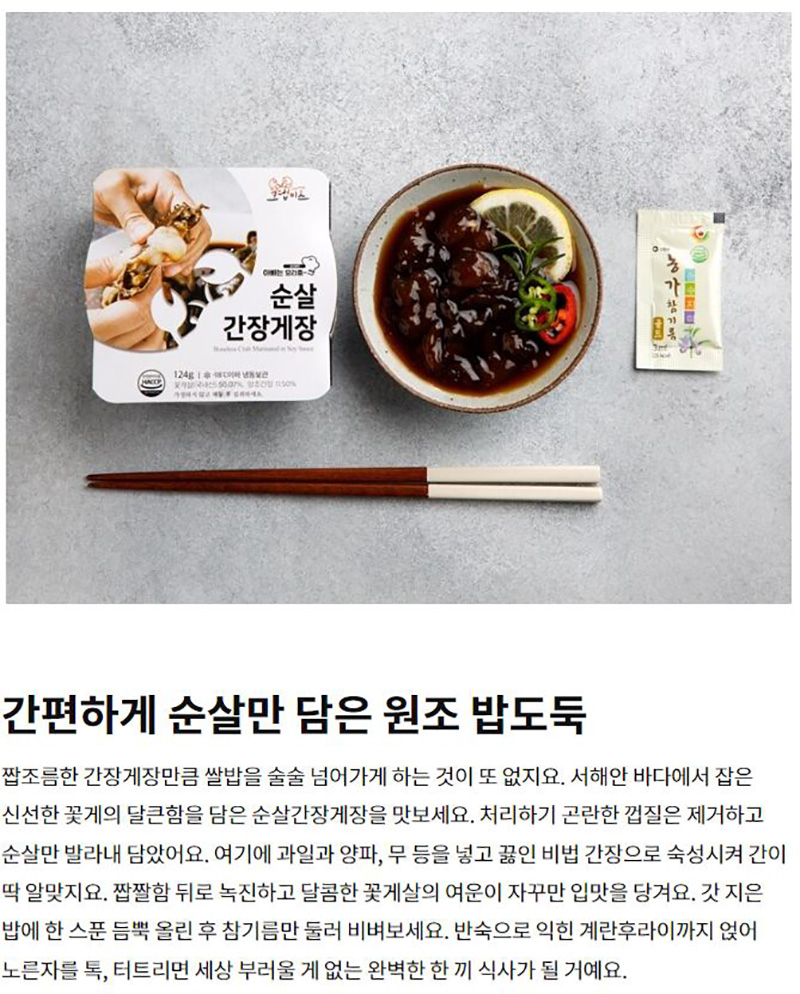 크랩이스
아빠는 요리중~
순살
간장게장
Boneless Crab Marinated in Soy Sauce
124g
HACCP
농가
참기름
간편하게 순살만 담은 원조 밥도둑
짭조름한 간장게장만큼 쌀밥을 술술 넘어가게 하는 것이 또 없지요. 서해안 바다에서 잡은
신선한 꽃게의 달큰함을 담은 순살간장게장을 맛보세요. 처리하기 곤란한 껍질은 제거하고
순살만 발라내 담았어요. 여기에 과일과 양파, 무 등을 넣고 끓인 비법 간장으로 숙성시켜 간이
딱 알맞지요. 짭짤함 뒤로 녹진하고 달콤한 꽃게살의 여운이 자꾸만 입맛을 당겨요. 갓 지은
밥에 한 스푼 듬뿍 올린 후 참기름만 둘러 비벼보세요. 반숙으로 익힌 계란후라이까지 얹어
노른자를 톡, 터트리면 세상 부러울 게 없는 완벽한 한 끼 식사가 될 거예요.